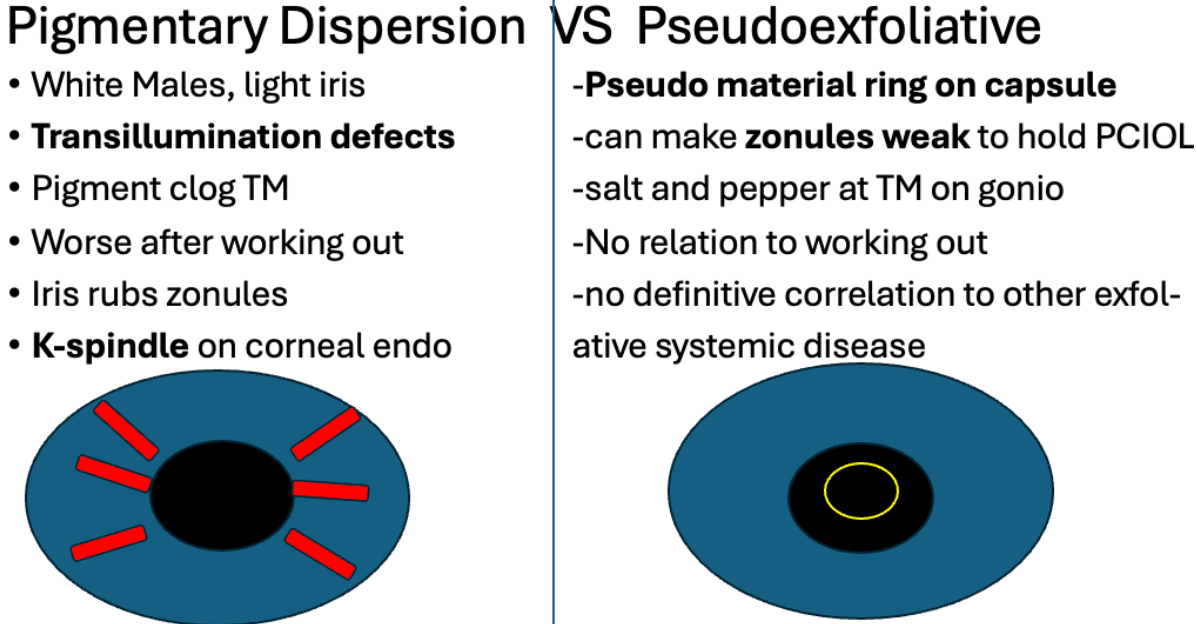 Pigmentary Dispersion VS Pseudoexfoliative
• White Males, light iris
• Transillumination defects
• Pigment clog TM
• Worse after working out
• Iris rubs zonules
• K-spindle on corneal endo
-Pseudo material ring on capsule
-can make zonules weak to hold PCIOL
-salt and pepper at TM on gonio
-No relation to working out
-no definitive correlation to other exfol-
ative systemic disease